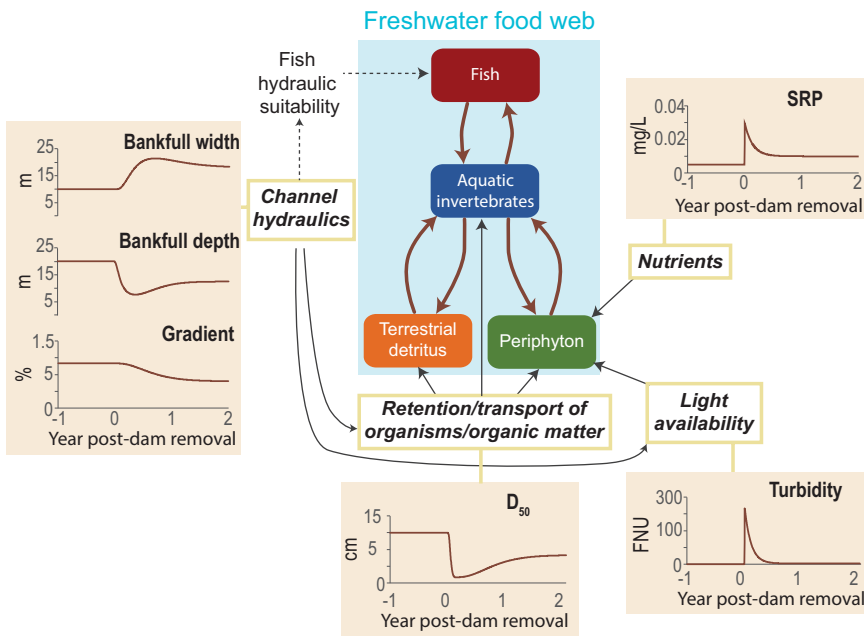 Freshwater food web
Fish
hydraulic
suitability
Fish
Aquatic
invertebrates
Terrestrial
detritus
Periphyton
Bankfull width
25
15
5
m
Channel
hydraulics
Bankfull depth
25
15
5
m
Gradient
1.5
1
5
0
%
-1
0
1
2
Year post-dam removal
SRP
0.04
0.02
0
mg/L
-1
0
1
2
Year post-dam removal
Nutrients
Retention/transport of
organisms/organic matter
Light
availability
D50
15
5
0
cm
-1
0
1
2
Year post-dam removal
Turbidity
300
100
0
FNU
-1
0
1
2
Year post-dam removal